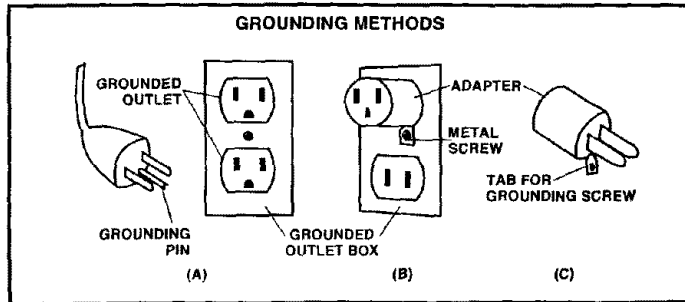 GROUNDING METHODS
GROUNDED
OUTLET
GROUNDING
PIN
(A)
GROUNDED
OUTLET BOX
ADAPTER
METAL
SCREW
(B)
TAB FOR
GROUNDING SCREW
(C)